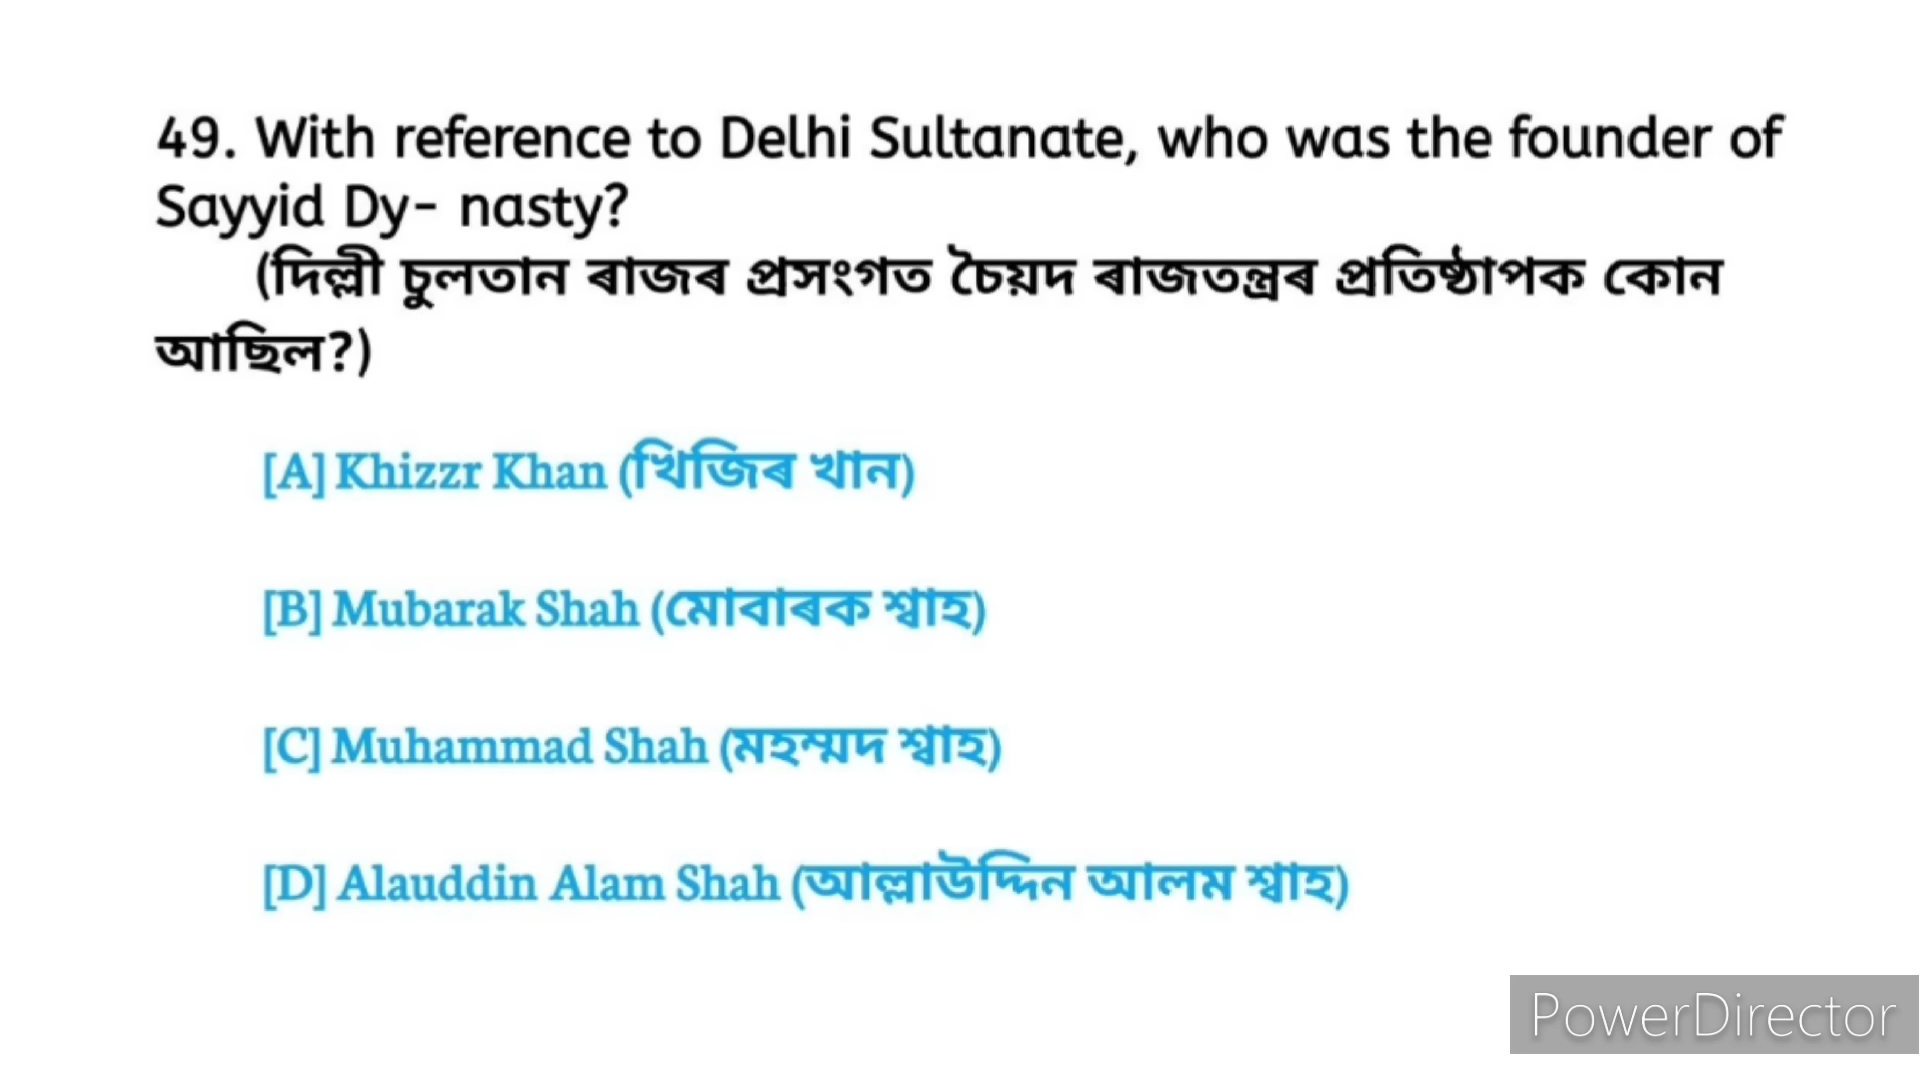 49. With reference to Delhi Sultanate, who was the founder of
Sayyid Dy- nasty?
(দিল্লী চুলতান ৰাজৰ প্ৰসংগত চৈয়দ ৰাজতন্ত্ৰৰ প্ৰতিষ্ঠাপক কোন
আছিল?)
[A] Khizzr Khan (খিজিৰ খান)
[B] Mubarak Shah (মোবাৰক শ্বাহ)
[C] Muhammad Shah (মহম্মদ শ্বাহ)
[D] Alauddin Alam Shah (আল্লাউদ্দিন আলম শ্বাহ)
PowerDirector